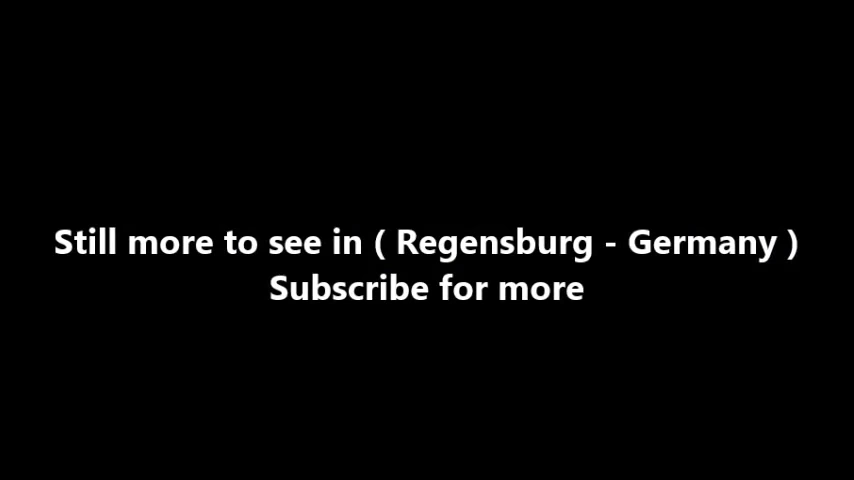 Still more to see in ( Regensburg - Germany )
Subscribe for more